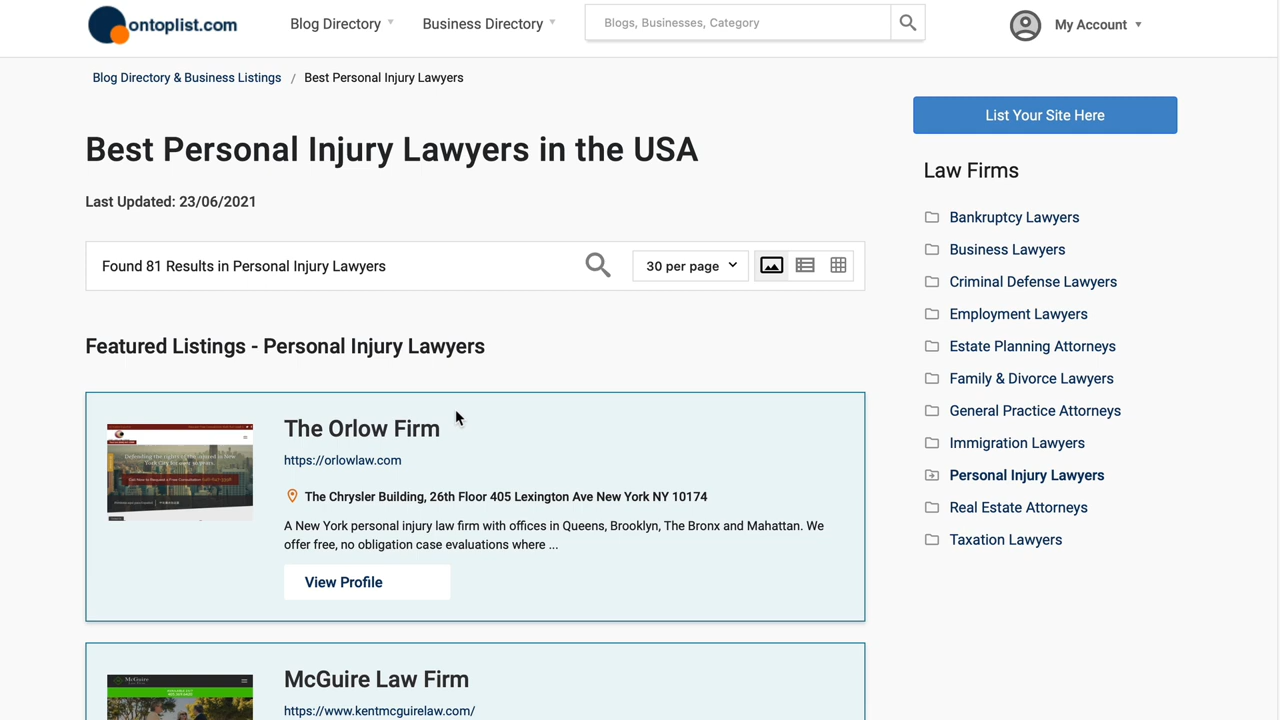 ontoplist.com
Blog Directory
Business Directory
Blogs, Businesses, Category
My Account
Blog Directory & Business Listings / Best Personal Injury Lawyers
List Your Site Here
Best Personal Injury Lawyers in the USA
Last Updated: 23/06/2021
Found 81 Results in Personal Injury Lawyers
30 per page
Featured Listings - Personal Injury Lawyers
The Orlow Firm
https://orlowlaw.com
The Chrysler Building, 26th Floor 405 Lexington Ave New York NY 10174
A New York personal injury law firm with offices in Queens, Brooklyn, The Bronx and Mahattan. We
offer free, no obligation case evaluations where ...
View Profile
McGuire Law Firm
https://www.kentmcguirelaw.com/
Law Firms
Bankruptcy Lawyers
Business Lawyers
Criminal Defense Lawyers
Employment Lawyers
Estate Planning Attorneys
Family & Divorce Lawyers
General Practice Attorneys
Immigration Lawyers
Personal Injury Lawyers
Real Estate Attorneys
Taxation Lawyers